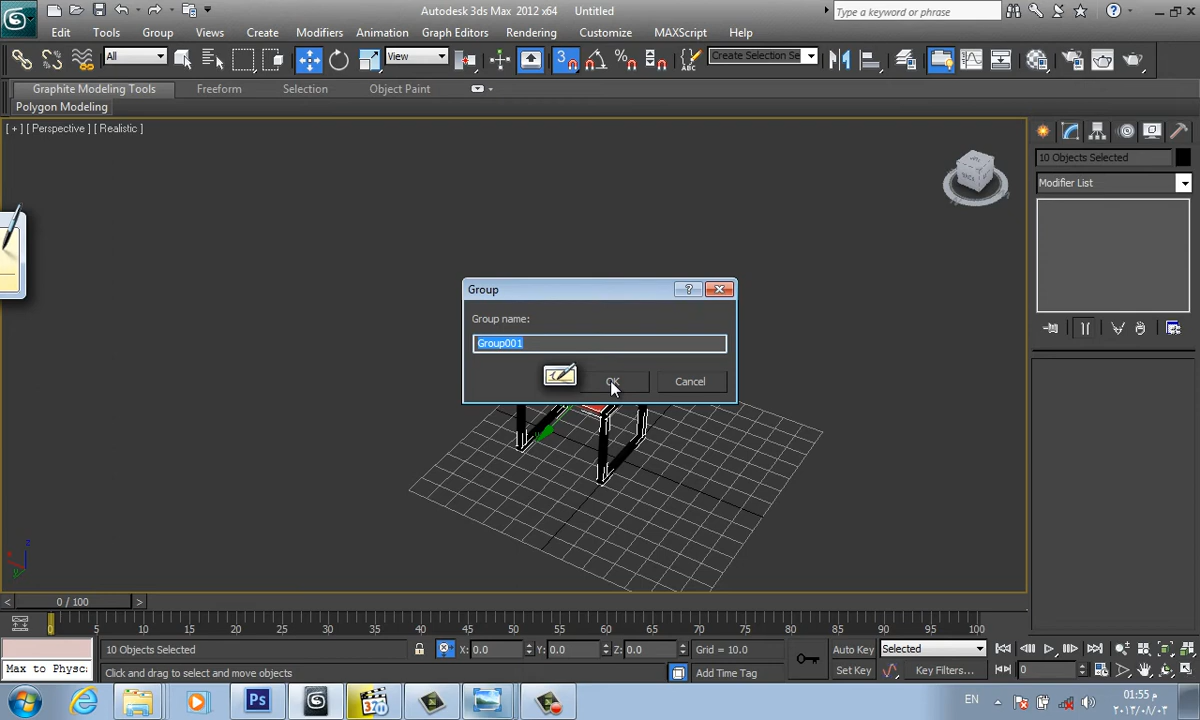 Autodesk 3ds Max 2012 x64 Untitled
Type a keyword or phrase
Edit Tools Group Views Create Modifiers Animation Graph Editors Rendering Customize MAXScript Help
All
View
Create Selection Se
Graphite Modeling Tools Freeform Selection Object Paint
Polygon Modeling
[ + ] [ Perspective ] [ Realistic ]
10 Objects Selected
Modifier List
Group
Group name:
Group001
OK Cancel
z
0 / 100
0 5 10 15 20 25 30 35 40 45 50 55 60 65 70 75 80 85 90 95 100
10 Objects Selected X: 0.0 Y: 0.0 Z: 0.0 Grid = 10.0 Auto Key Selected
Max to Physc
Click and drag to select and move objects Add Time Tag Set Key Key Filters... 0
Ps
EN
01:55 م
٢٠١٣/٠٨/٠٣